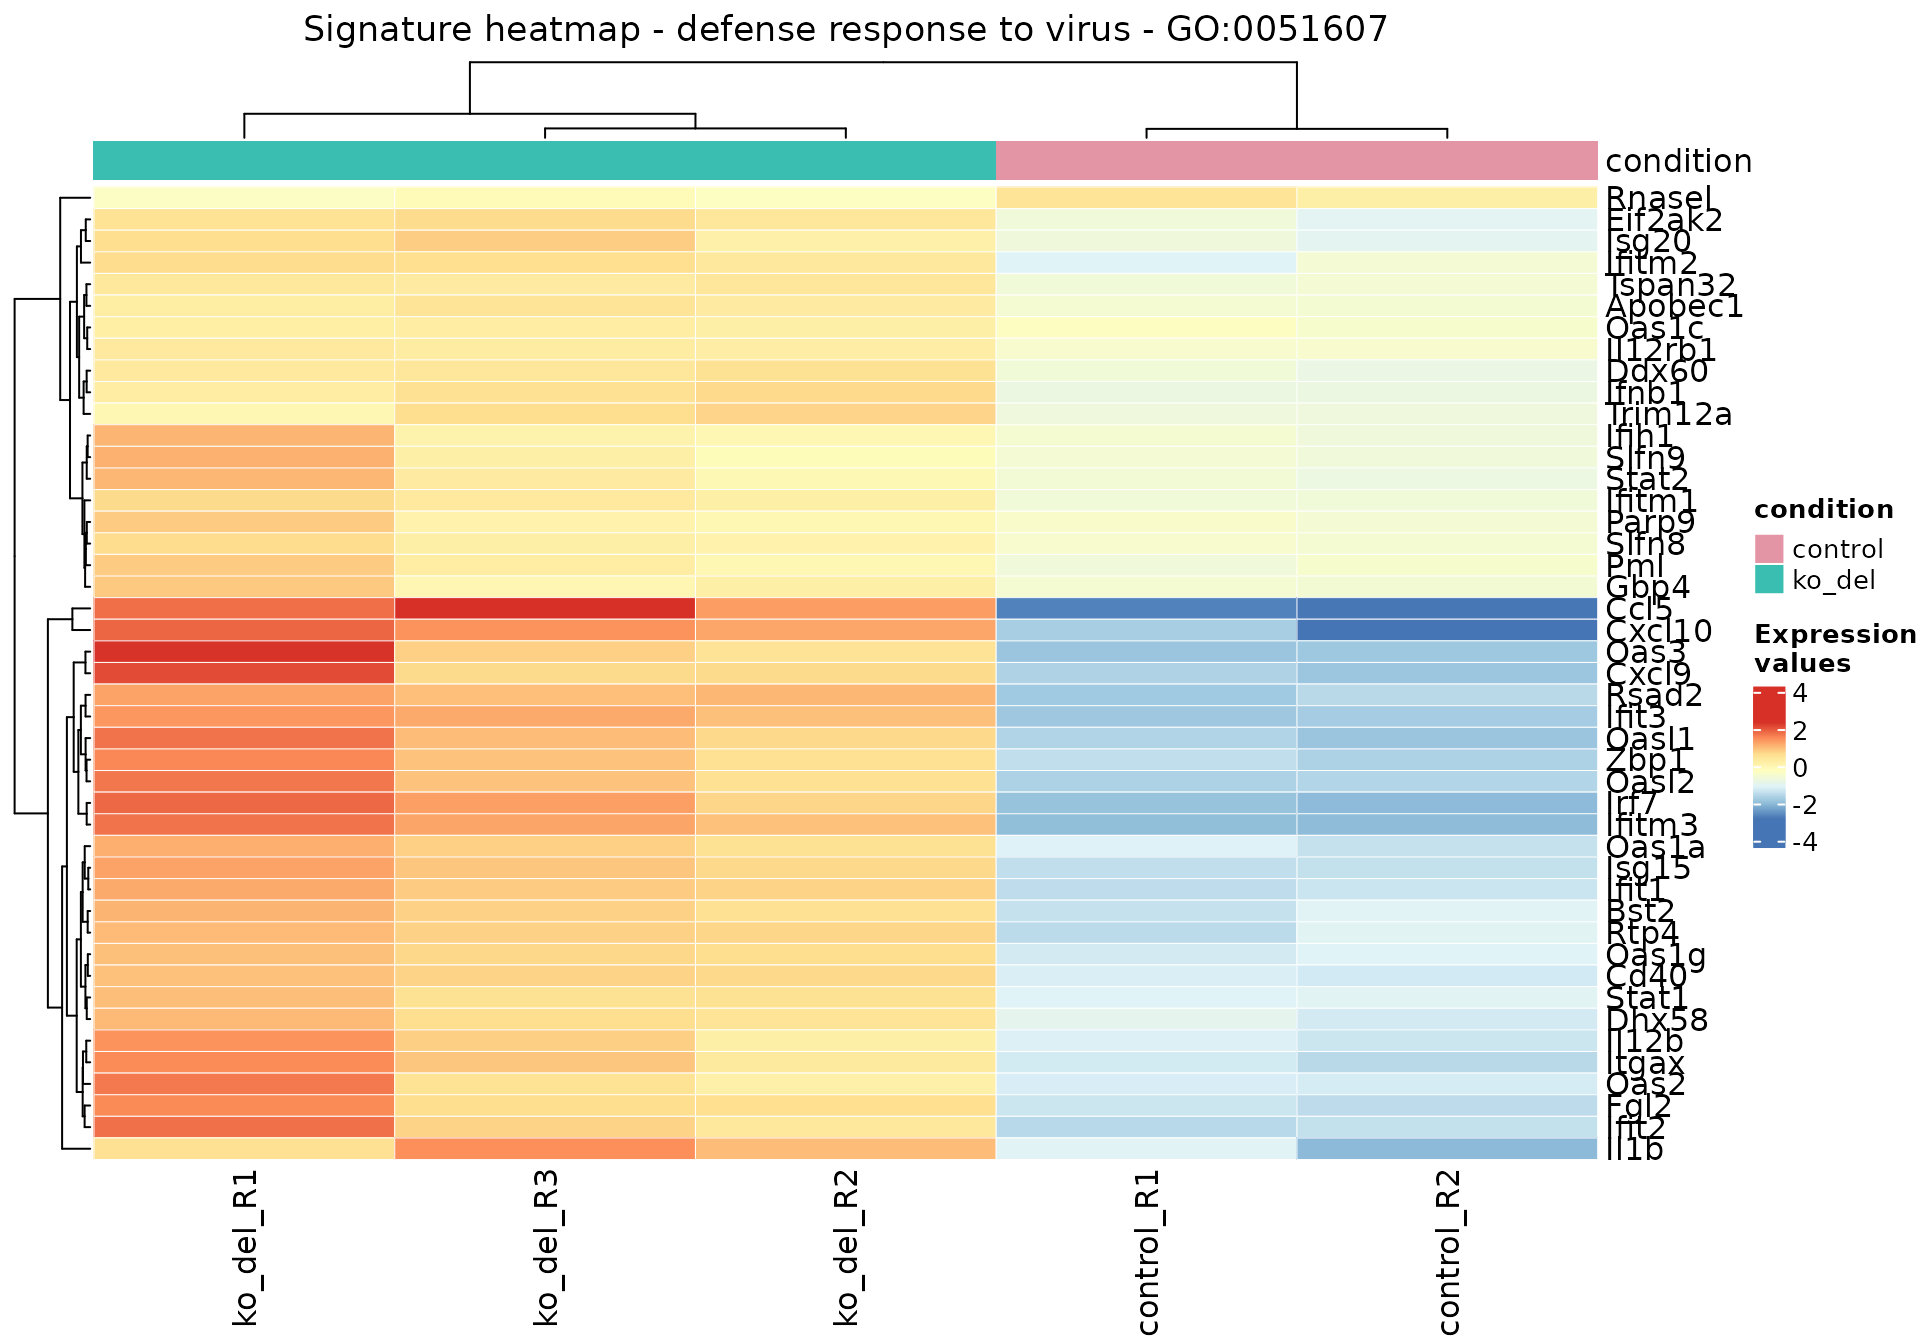 Signature heatmap - defense response to virus - GO:0051607
condition
Rnasel
Eif2ak2
Isg20
Ifitm2
Tspan32
Apobec1
Oas1c
Il12rb1
Ddx60
Ifnb1
Trim12a
Ifih1
Slfn9
Stat2
Ifitm1
Parp9
Slfn8
Pml
Gbp4
Ccl5
Cxcl10
Oas3
Cxcl9
Rsad2
Ifit3
Oasl1
Zbp1
Oasl2
Irf7
Ifitm3
Oas1a
Isg15
Ifit1
Bst2
Rtp4
Oas1g
Cd40
Stat1
Dhx58
Il12b
Itgax
Oas2
Fgl2
Ifit2
Il1b
ko_del_R1
ko_del_R3
ko_del_R2
control_R1
control_R2
condition
control
ko_del
Expression
values
4
2
0
-2
-4